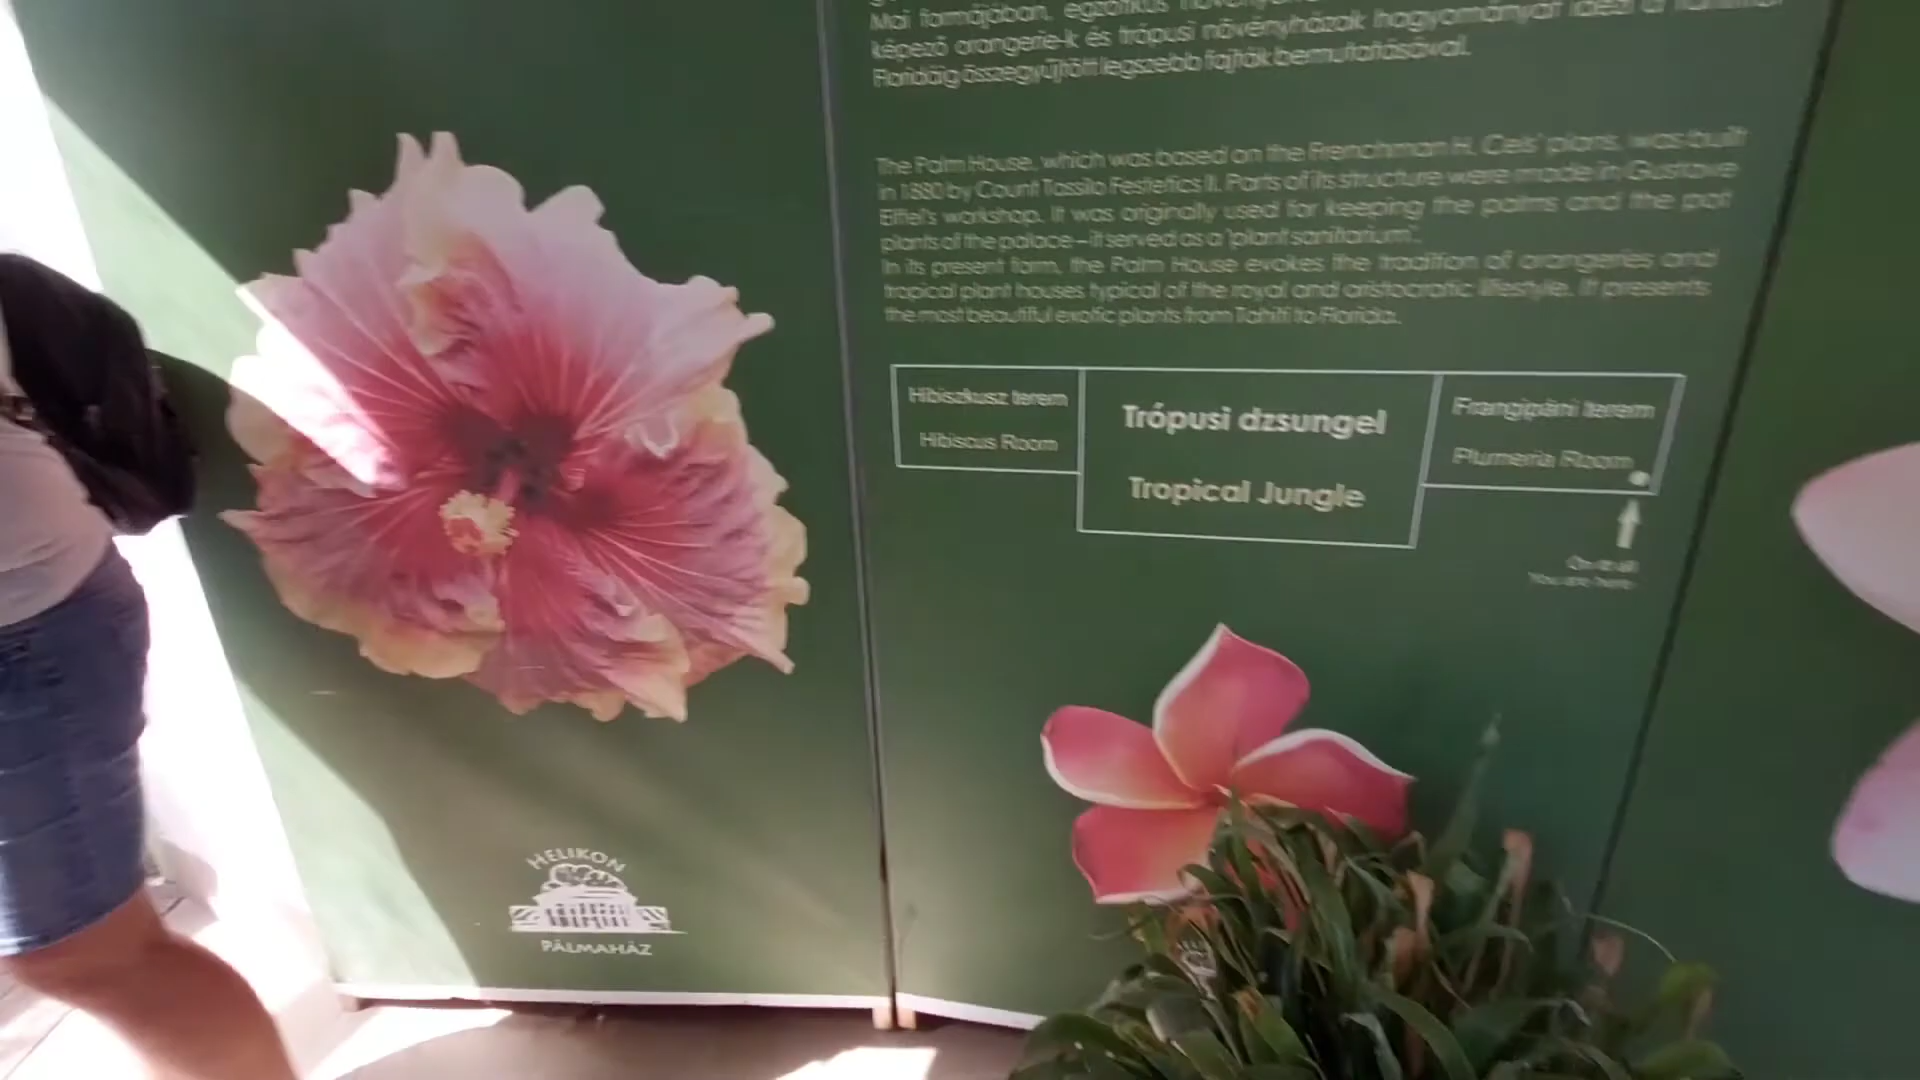 Mai formájában, egzotikus
képező orangerie-k és trópusi növényházak hagyományát idézi a
Floridáig összegyűjtött legszebb fajták bemutatásával.
The Palm House, which was based on the Frenchman H. Cels' plans, was built
in 1880 by Count Tassilo Festetics II. Parts of its structure were made in Gustave
Eiffel's workshop. It was originally used for keeping the palms and the pot
plants of the palace – it served as a 'plant sanitarium'.
In its present form, the Palm House evokes the tradition of orangeries and
tropical plant houses typical of the royal and aristocratic lifestyle. It presents
the most beautiful exotic plants from Tahiti to Florida.
Hibiszkusz terem
Hibiscus Room
Trópusi dzsungel
Tropical Jungle
Frangipáni terem
Plumeria Room
Ön itt áll
You are here
HELIKON
PÁLMAHÁZ